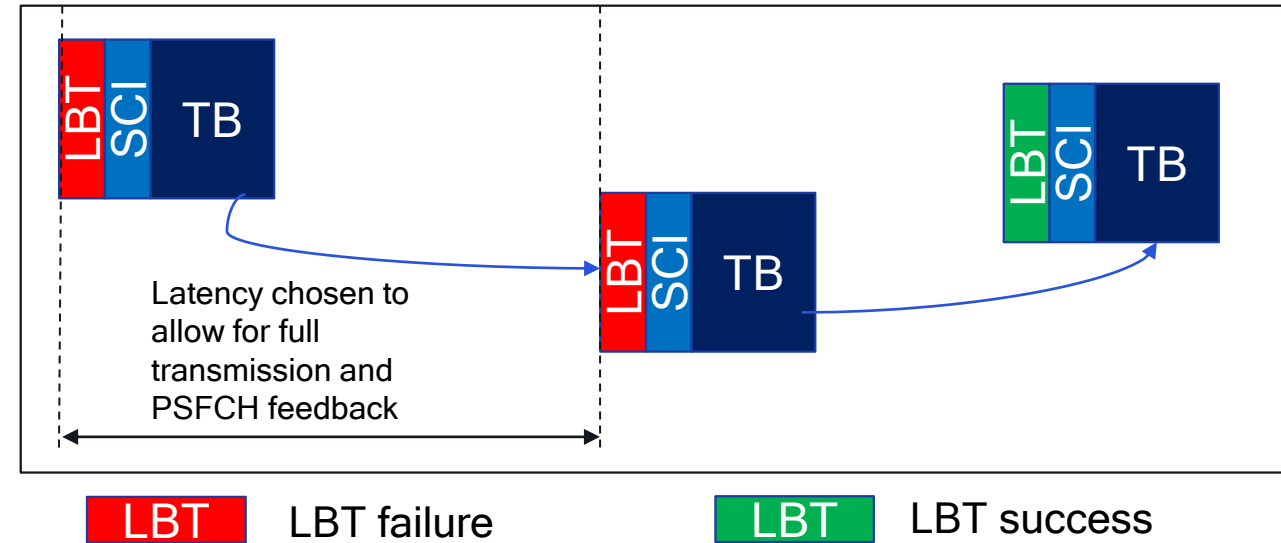 LBT
SCI
TB
LBT
SCI
TB
LBT
SCI
TB
Latency chosen to
allow for full
transmission and
PSFCH feedback
LBT LBT failure
LBT LBT success